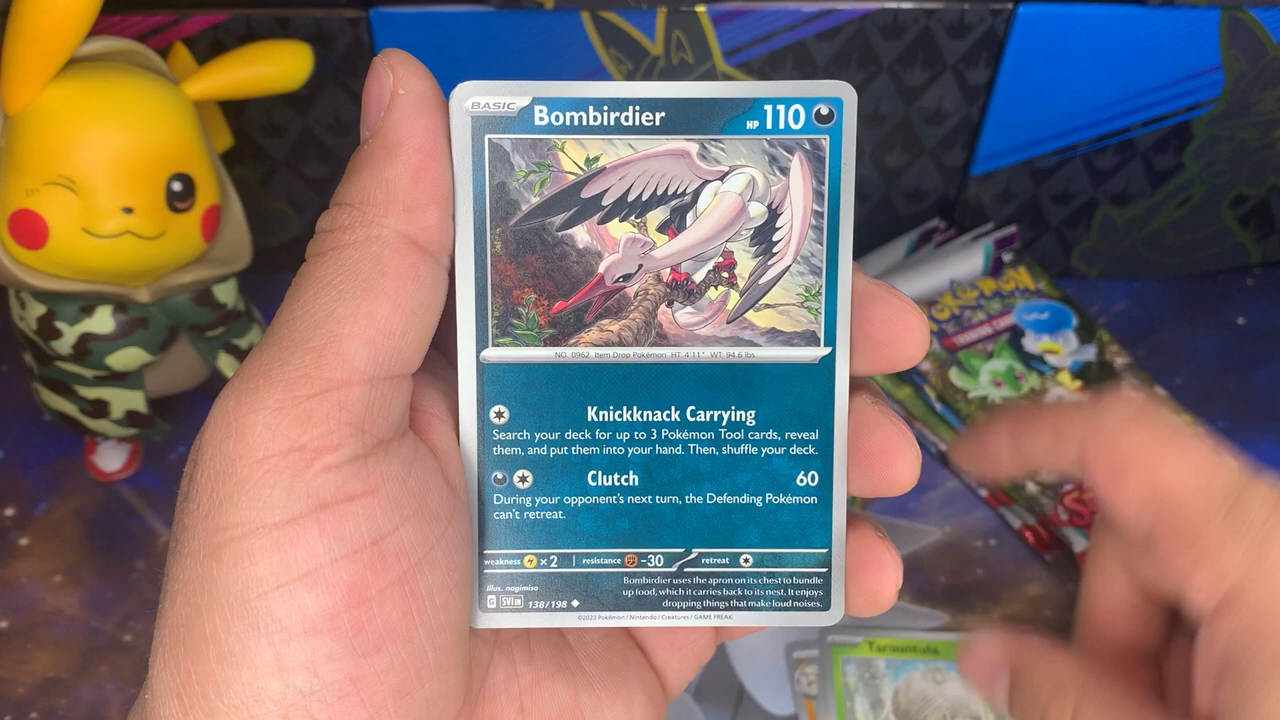 BASIC
Bombirdier
HP 110
NO. 0962 Item Drop Pokémon HT: 4'11" WT: 94.6 lbs.
Knickknack Carrying
Search your deck for up to 3 Pokémon Tool cards, reveal
them, and put them into your hand. Then, shuffle your deck.
Clutch 60
During your opponent's next turn, the Defending Pokémon
can't retreat.
weakness ×2 resistance -30 retreat
Bombirdier uses the apron on its chest to bundle
up food, which it carries back to its nest. It enjoys
dropping things that make loud noises.
Illus. nagimiso
G SVI EN 138/198
©2023 Pokémon / Nintendo / Creatures / GAME FREAK
POKÉMON
Tarountula